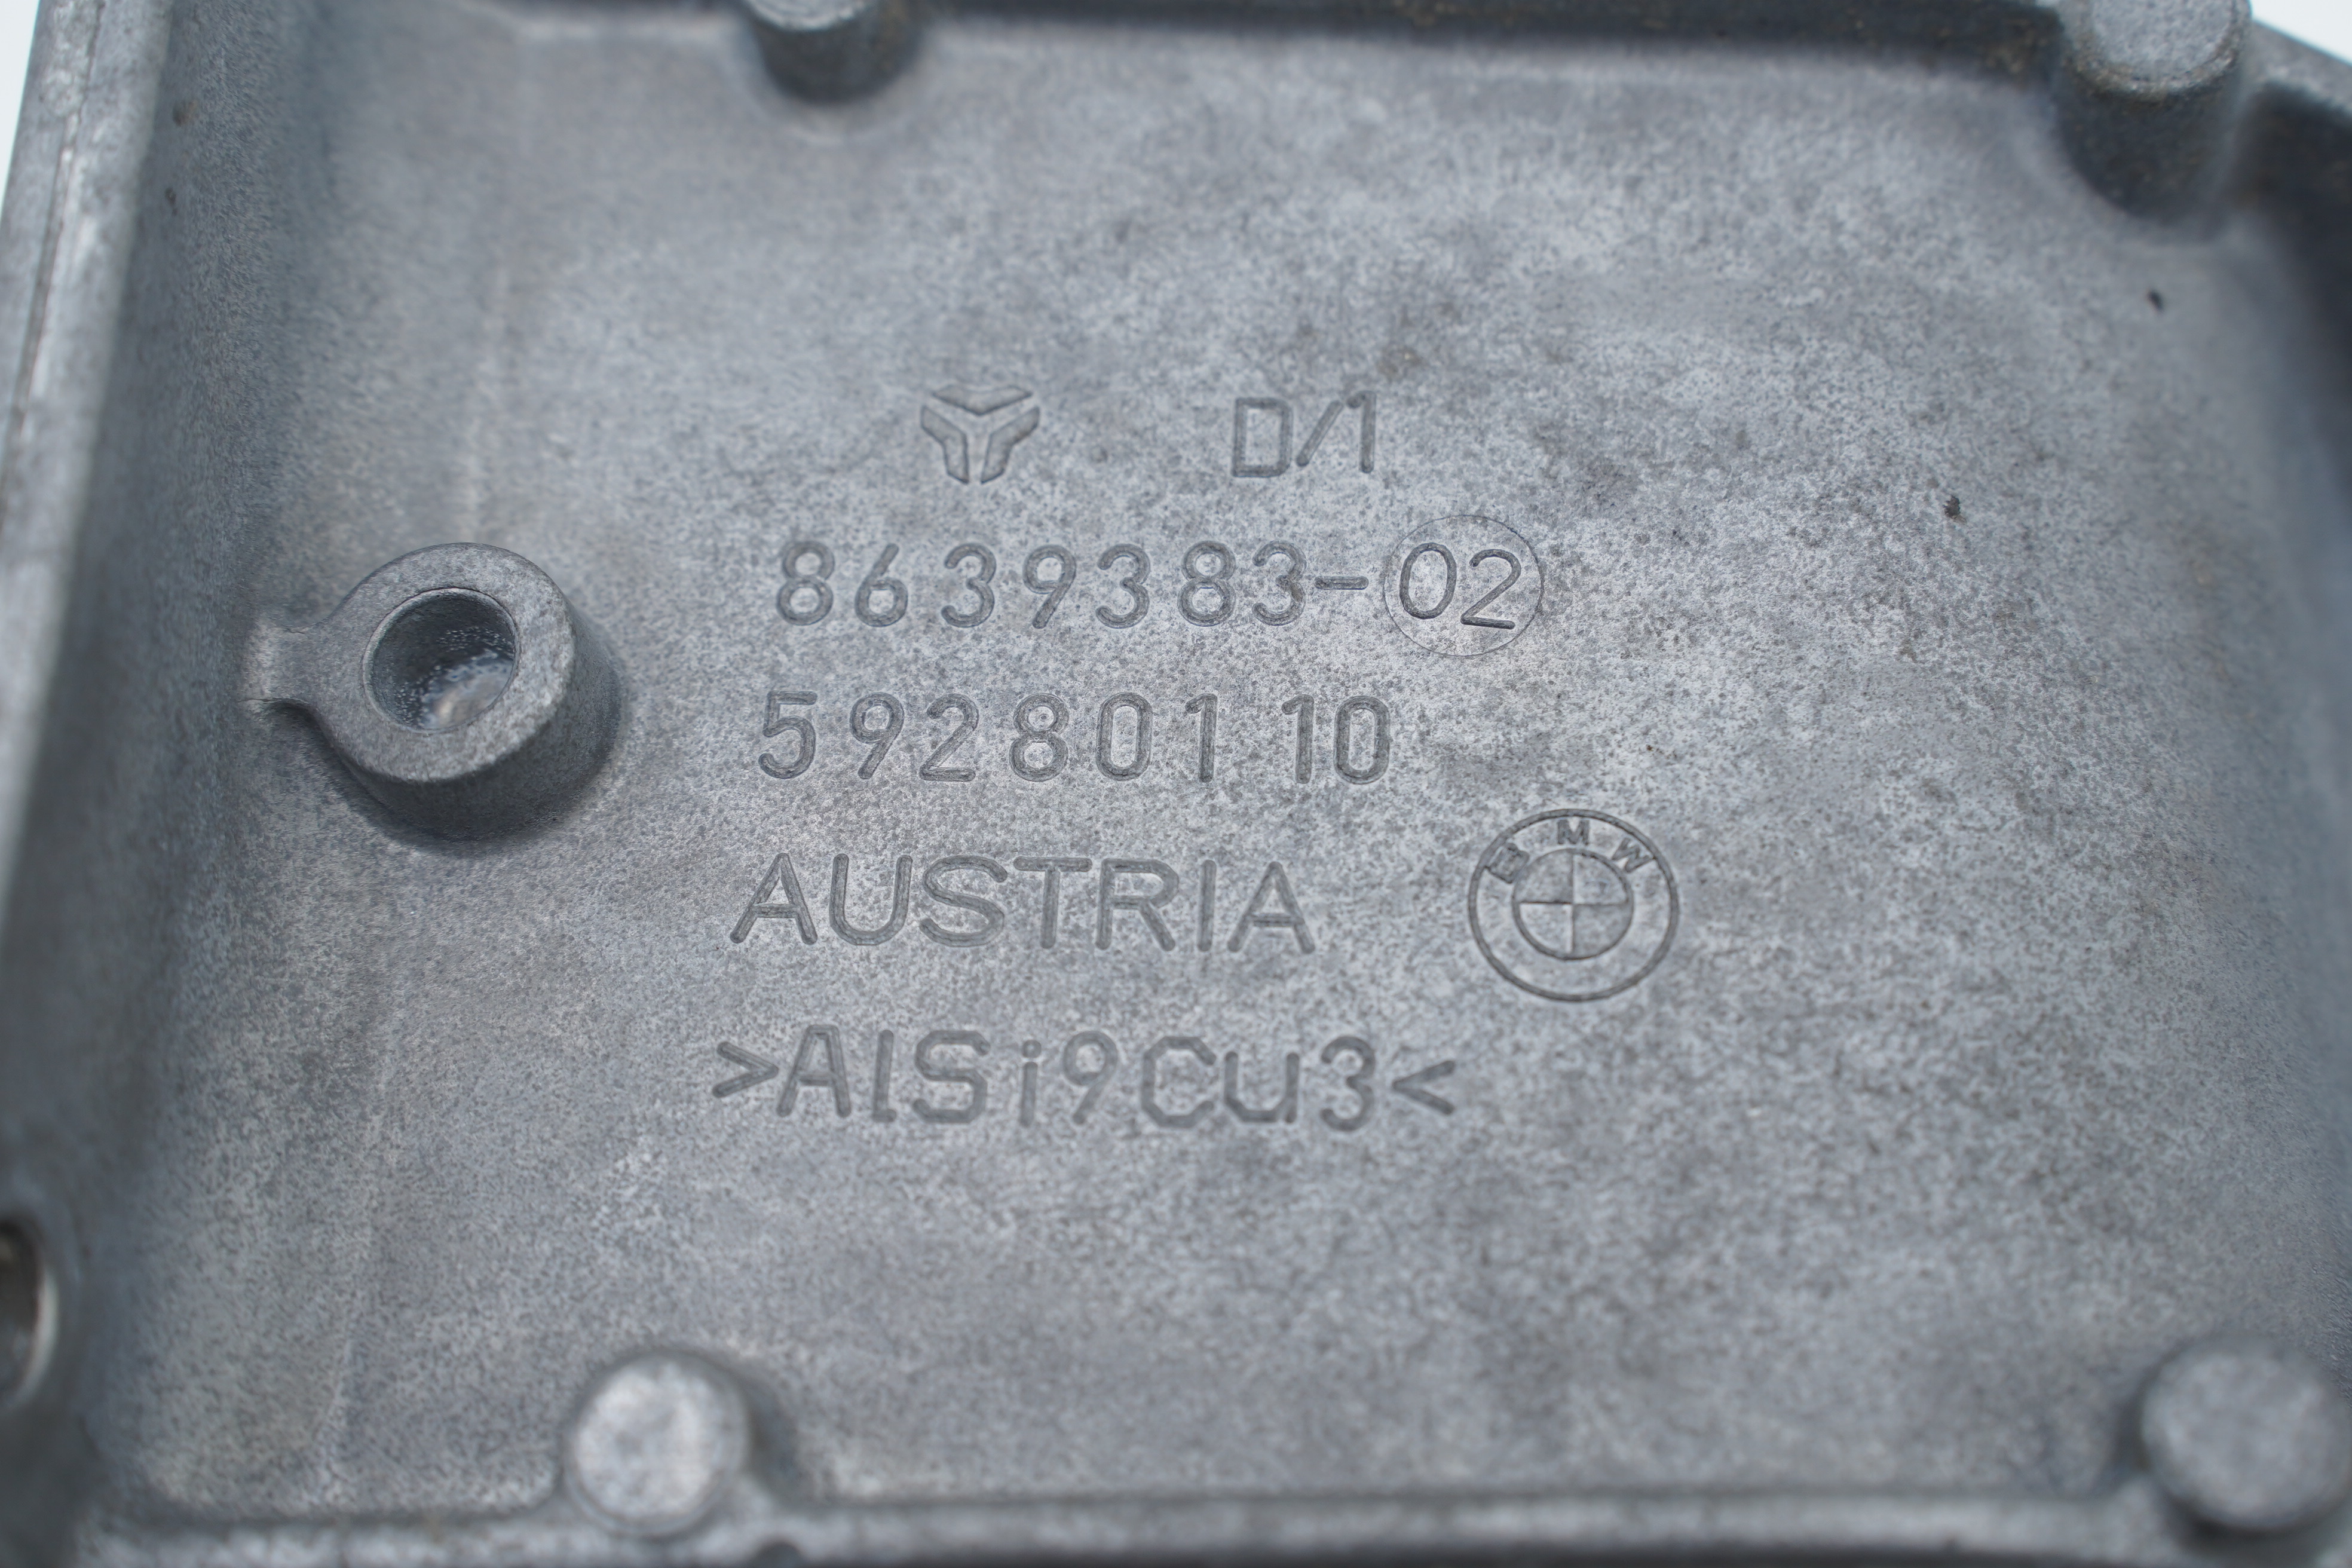 D/1
8639383-02
592801 10
AUSTRIA
BMW
>AlSi9Cu3<